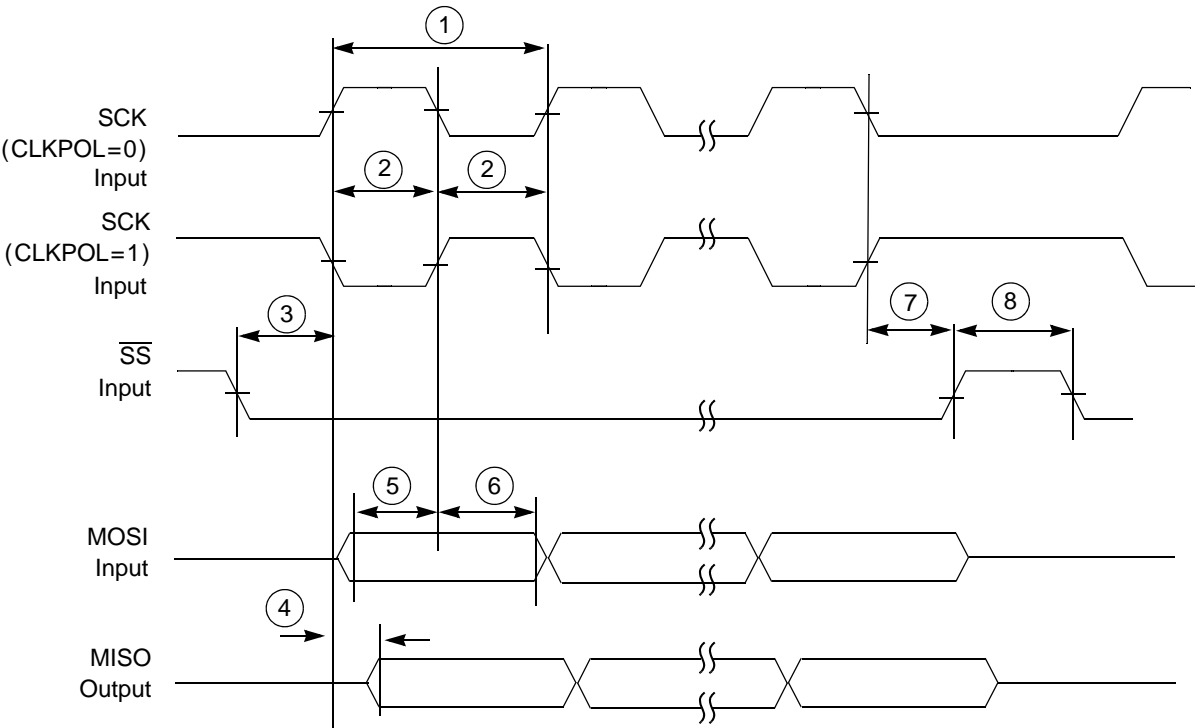 1
SCK
(CLKPOL=0)
Input
2
2
SCK
(CLKPOL=1)
Input
3
7
8
SS
Input
5
6
MOSI
Input
4
MISO
Output